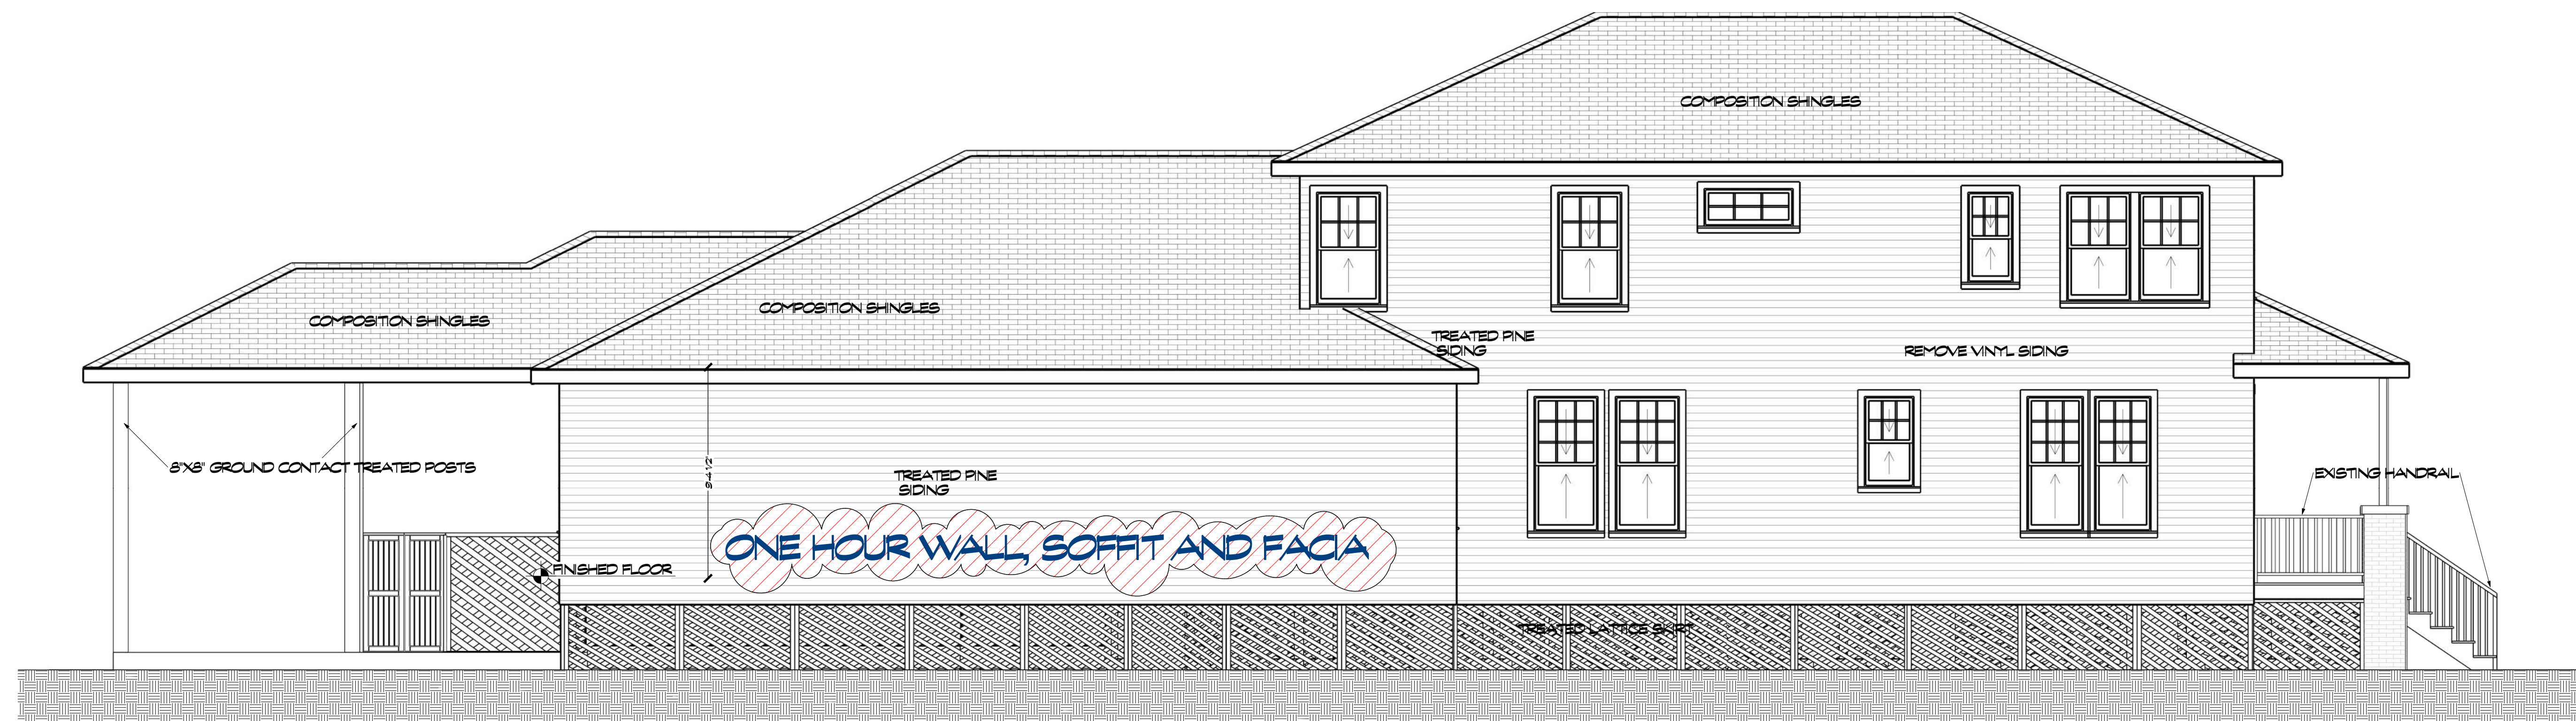 COMPOSITION SHINGLES
COMPOSITION SHINGLES
COMPOSITION SHINGLES
TREATED PINE
SIDING
REMOVE VINYL SIDING
8"X8" GROUND CONTACT TREATED POSTS
TREATED PINE
SIDING
EXISTING HANDRAIL
ONE HOUR WALL, SOFFIT AND FACIA
FINISHED FLOOR
TREATED LATTICE SKIRT